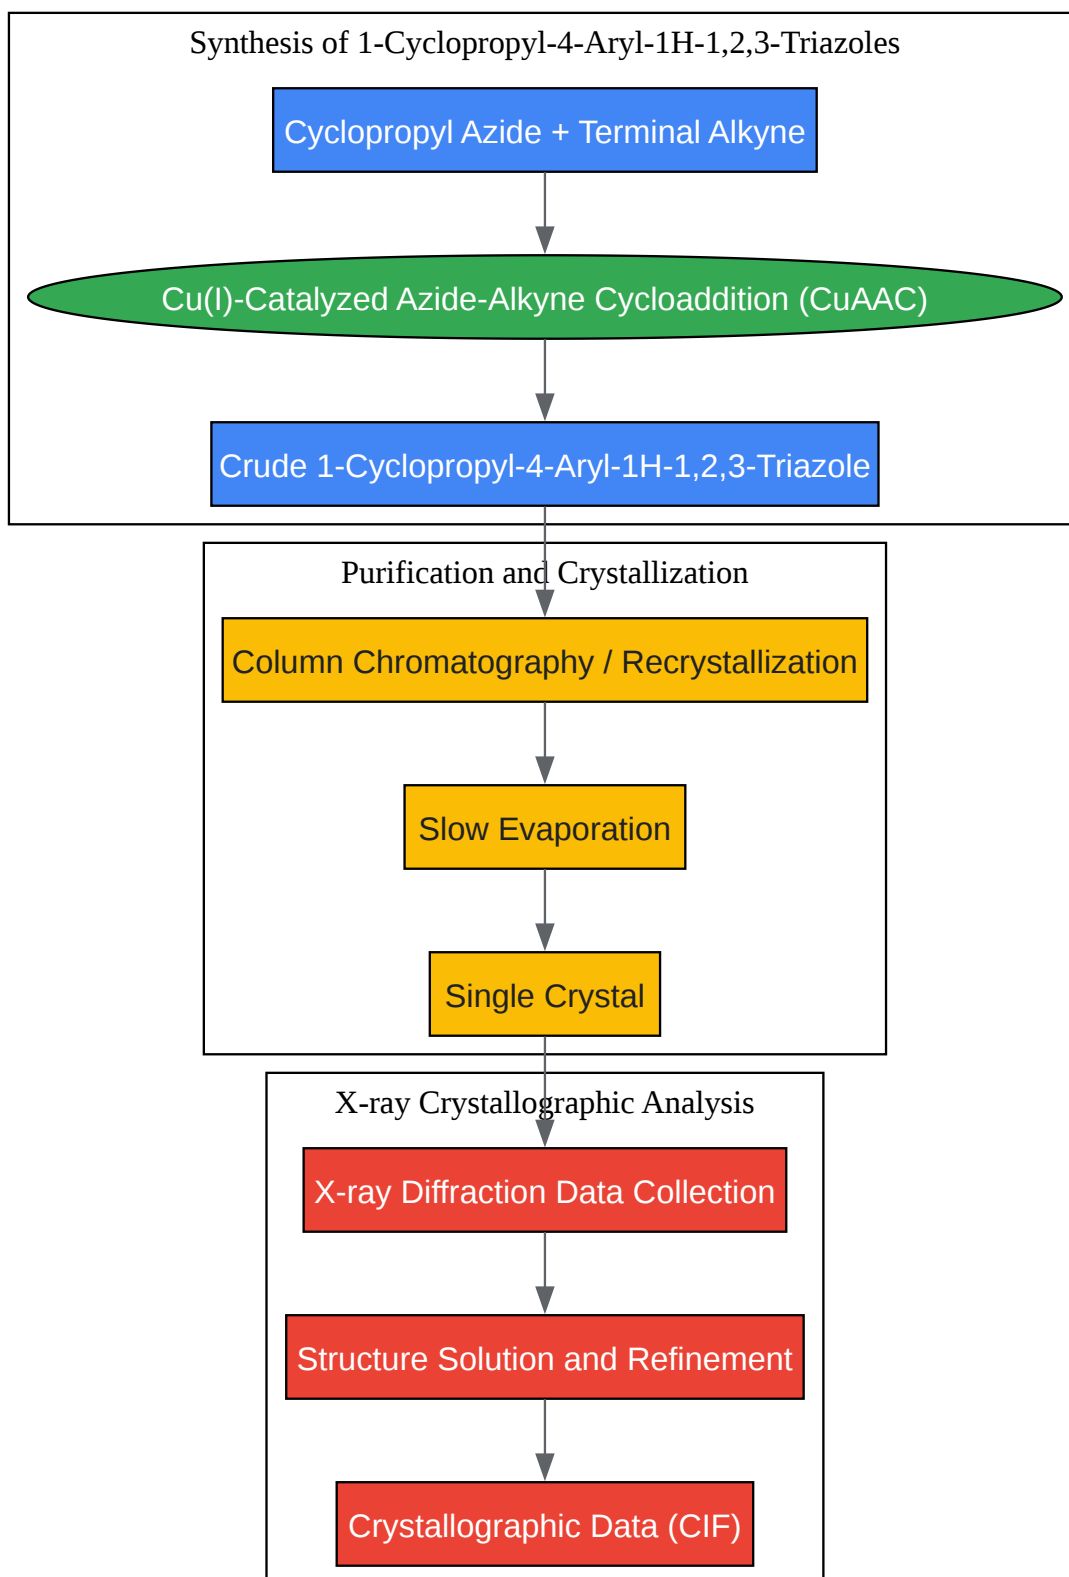 Synthesis of 1-Cyclopropyl-4-Aryl-1H-1,2,3-Triazoles
Cyclopropyl Azide + Terminal Alkyne
Cu(I)-Catalyzed Azide-Alkyne Cycloaddition (CuAAC)
Crude 1-Cyclopropyl-4-Aryl-1H-1,2,3-Triazole
Purification and Crystallization
Column Chromatography / Recrystallization
Slow Evaporation
Single Crystal
X-ray Crystallographic Analysis
X-ray Diffraction Data Collection
Structure Solution and Refinement
Crystallographic Data (CIF)